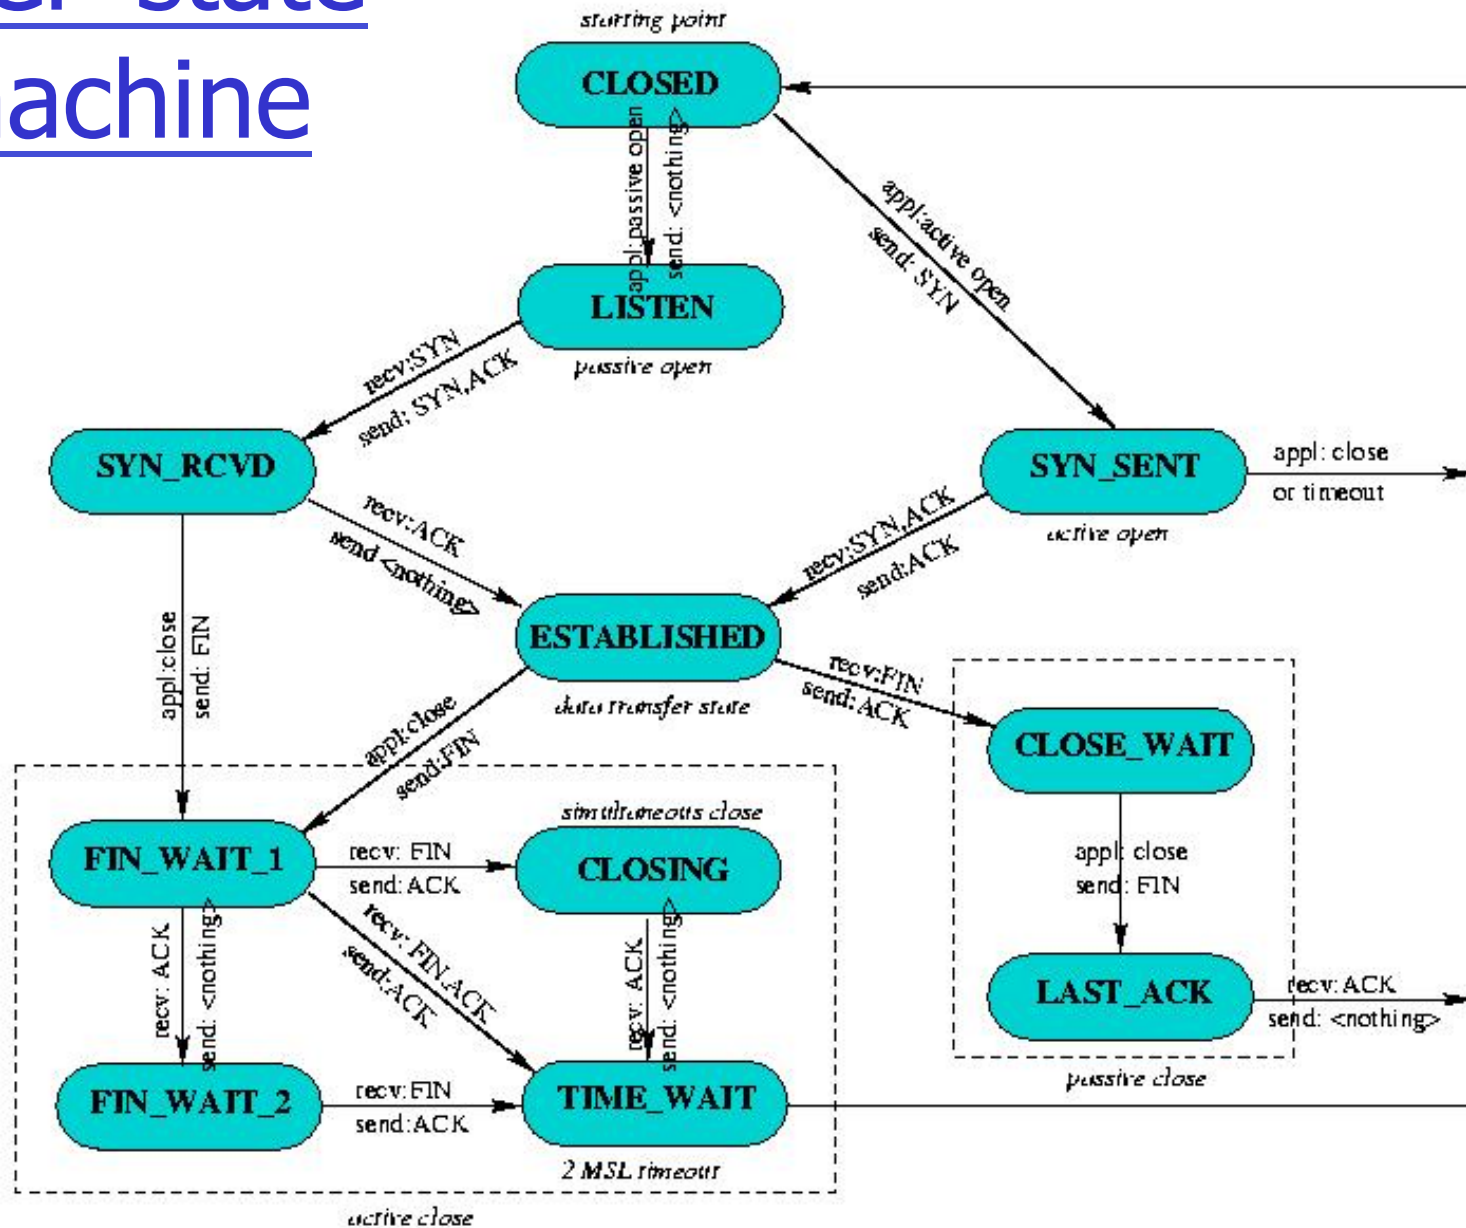 er state
machine
starting point
CLOSED
appl:passive open
send: <nothing>
appl:active open
send: SYN
LISTEN
passive open
recv:SYN
send: SYN,ACK
SYN_RCVD
SYN_SENT
active open
appl: close
or timeout
recv:ACK
send <nothing>
recv:SYN,ACK
send:ACK
appl:close
send: FIN
ESTABLISHED
data transfer state
recv:FIN
send:ACK
appl:close
send:FIN
CLOSE_WAIT
simultaneous close
FIN_WAIT_1
recv: FIN
send:ACK
CLOSING
appl: close
send: FIN
recv: ACK
send: <nothing>
recv: FIN,ACK
send:ACK
recv: ACK
send: <nothing>
LAST_ACK
recv:ACK
send: <nothing>
passive close
FIN_WAIT_2
recv:FIN
send:ACK
TIME_WAIT
2 MSL timeout
active close